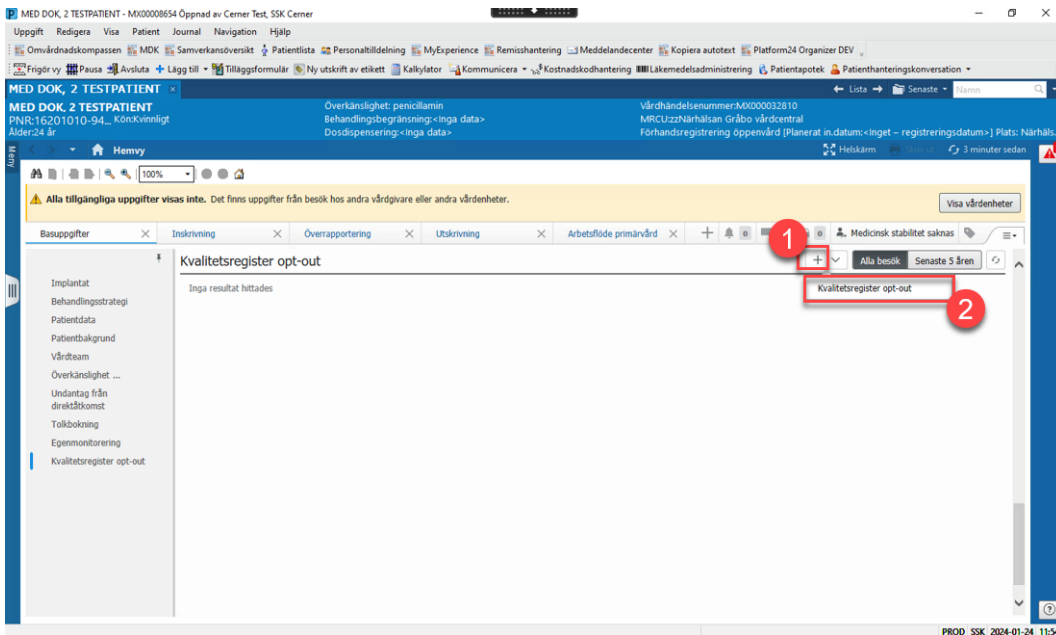 MED DOK, 2 TESTPATIENT - MX00008654 Öppnad av Cerner Test, SSK Cerner
Uppgift Redigera Visa Patient Journal Navigation Hjälp
Omvårdnadskompassen MDK Samverkansöversikt Patientlista Personaltilldelning MyExperience Remisshantering Meddelandecenter Kopiera autotext Platform24 Organizer DEV
Frigör vy Pausa Avsluta Lägg till Tilläggsformulär Ny utskrift av etikett Kalkylator Kommunicera Kostnadskodhantering Läkemedelsadministrering Patientapotek Patienthanteringskonversation
MED DOK, 2 TESTPATIENT × Lista Senaste Namn
MED DOK, 2 TESTPATIENT Överkänslighet: penicillamin Vårdhändelsenummer:MX000032810
PNR:16201010-94... Kön:Kvinnligt Behandlingsbegränsning:<Inga data> MRCU:zzNärhälsan Gråbo vårdcentral
Ålder:24 år Dosdispensering:<Inga data> Förhandsregistrering öppenvård [Planerat in.datum:<Inget – registreringsdatum>] Plats: Närhäls.
Meny Hemvy Helskärm Skriv ut 3 minuter sedan
100%
Alla tillgängliga uppgifter visas inte. Det finns uppgifter från besök hos andra vårdgivare eller andra vårdenheter. Visa vårdenheter
Basuppgifter Inskrivning Överrapportering Utskrivning Arbetsflöde primärvård 0 0 Medicinsk stabilitet saknas
1
Kvalitetsregister opt-out Alla besök Senaste 5 åren
Inga resultat hittades Kvalitetsregister opt-out
2
Implantat
Behandlingsstrategi
Patientdata
Patientbakgrund
Vårdteam
Överkänslighet ...
Undantag från
direktåtkomst
Tolkbokning
Egenmonitorering
Kvalitetsregister opt-out
PROD SSK 2024-01-24 11:5